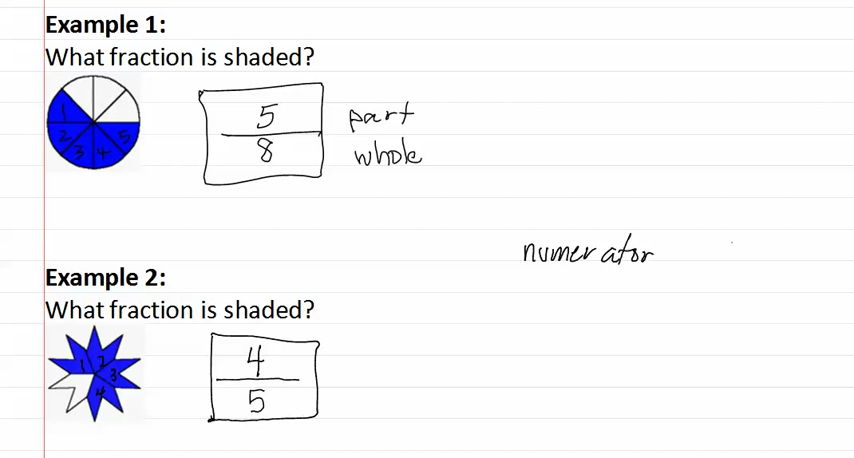 Example 1:
What fraction is shaded?
1
2
3
4
5
5
8
part
whole
numerator
Example 2:
What fraction is shaded?
1
2
3
4
4
5